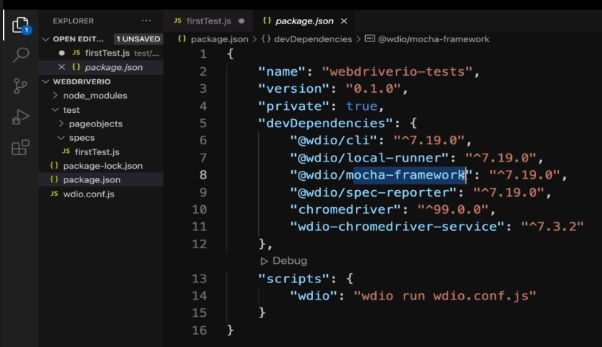 EXPLORER ...
OPEN EDIT... 1 UNSAVED
JS firstTest.js test/...
{} package.json
WEBDRIVERIO
node_modules
test
pageobjects
specs
JS firstTest.js
{} package-lock.json
{} package.json
wdio.conf.js
1
JS firstTest.js
{} package.json
{} package.json > {} devDependencies > @wdio/mocha-framework
1 {
2 "name": "webdriverio-tests",
3 "version": "0.1.0",
4 "private": true,
5 "devDependencies": {
6 "@wdio/cli": "^7.19.0",
7 "@wdio/local-runner": "^7.19.0",
8 "@wdio/mocha-framework": "^7.19.0",
9 "@wdio/spec-reporter": "^7.19.0",
10 "chromedriver": "^99.0.0",
11 "wdio-chromedriver-service": "^7.3.2"
12 },
Debug
13 "scripts": {
14 "wdio": "wdio run wdio.conf.js"
15 }
16 }